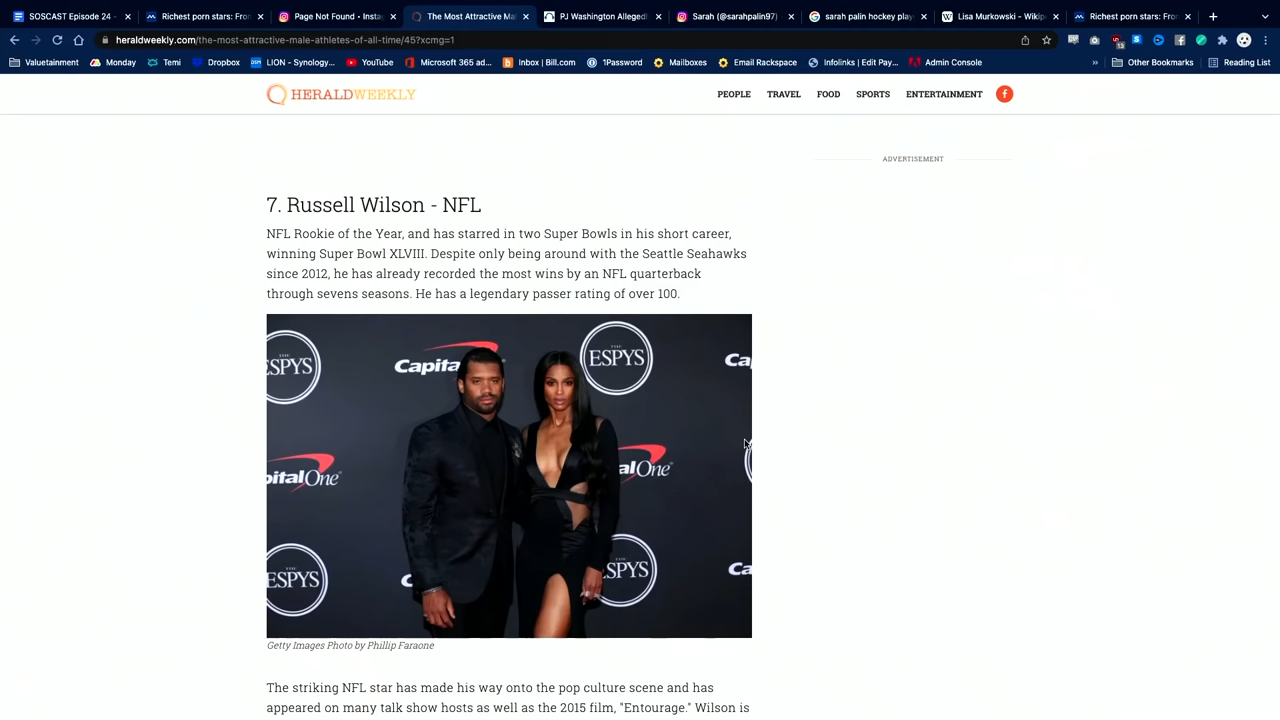 SOSCAST Episode 24 -
Richest porn stars: Fron
Page Not Found • Insta
The Most Attractive Ma
PJ Washington Alleged
Sarah (@sarahpalin97)
sarah palin hockey play
Lisa Murkowski - Wikip
Richest porn stars: Fron
heraldweekly.com/the-most-attractive-male-athletes-of-all-time/45?xcmg=1
Valuetainment
Monday
Temi
Dropbox
LION - Synology...
YouTube
Microsoft 365 ad...
Inbox | Bill.com
1Password
Mailboxes
Email Rackspace
Infolinks | Edit Pay...
Admin Console
»
Other Bookmarks
Reading List
HERALDWEEKLY
PEOPLE
TRAVEL
FOOD
SPORTS
ENTERTAINMENT
ADVERTISEMENT
7. Russell Wilson - NFL
NFL Rookie of the Year, and has starred in two Super Bowls in his short career,
winning Super Bowl XLVIII. Despite only being around with the Seattle Seahawks
since 2012, he has already recorded the most wins by an NFL quarterback
through sevens seasons. He has a legendary passer rating of over 100.
THE ESPYS
Capita
THE ESPYS
Ca
pitalOne
alOne
ESPYS
ESPYS
C
Ca
Getty Images Photo by Phillip Faraone
The striking NFL star has made his way onto the pop culture scene and has
appeared on many talk show hosts as well as the 2015 film, "Entourage." Wilson is